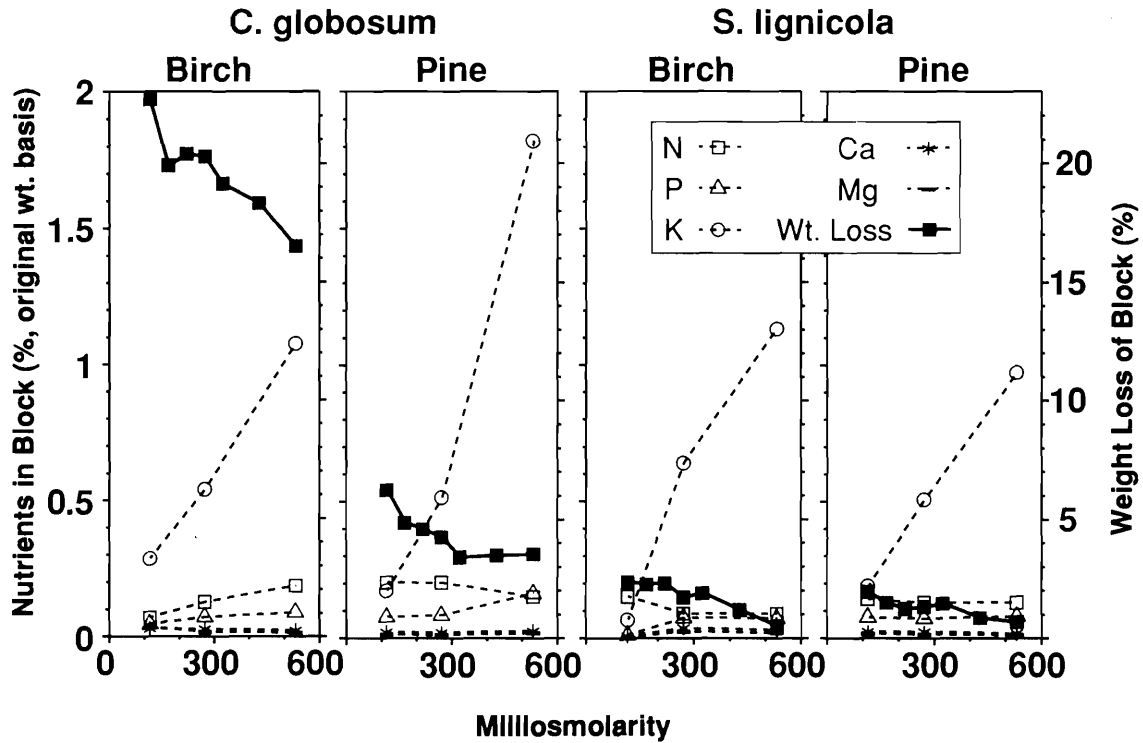 C. globosum S. lignicola
Birch Pine Birch Pine
Nutrients in Block (%, original wt. basis)
2
1.5
1
0.5
0
N Ca
P Mg
K Wt. Loss
20
15
10
5
Weight Loss of Block (%)
0 300 600 300 600 300 600 300 600
Milliosmolarity